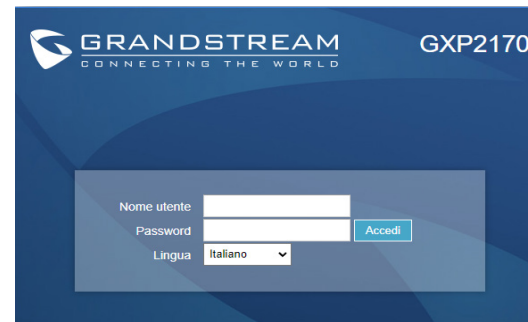 GRANDSTREAM
CONNECTING THE WORLD
GXP2170
Nome utente
Password
Accedi
Lingua
Italiano